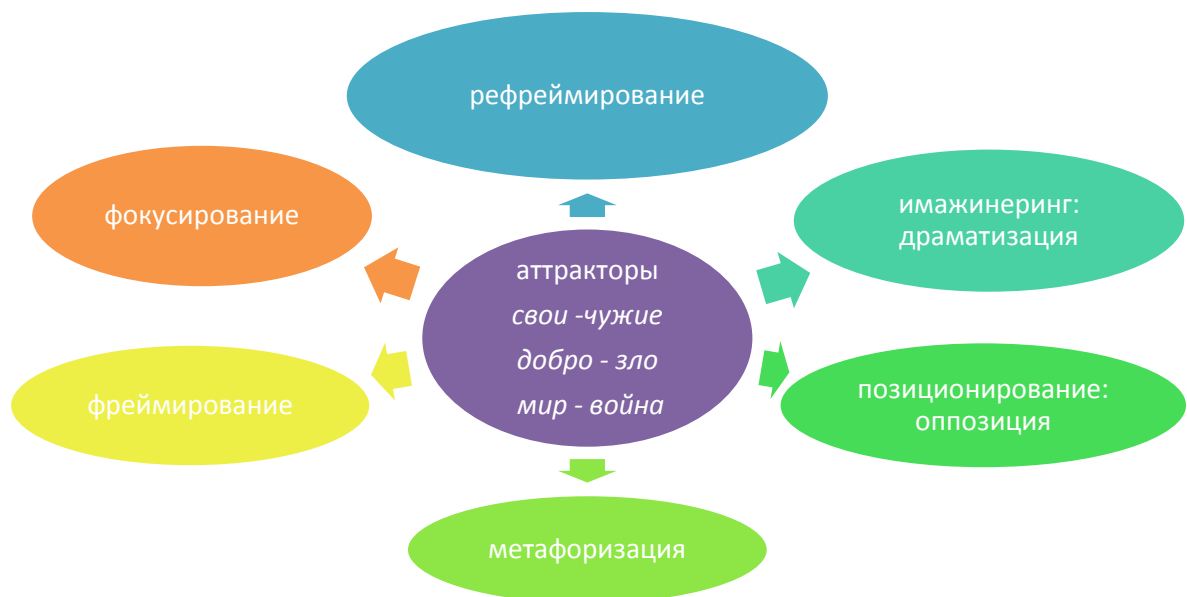 рефреймирование
фокусирование
имажинеринг:
драматизация
аттракторы
свои -чужие
добро - зло
мир - война
фреймирование
позиционирование:
оппозиция
метафоризация